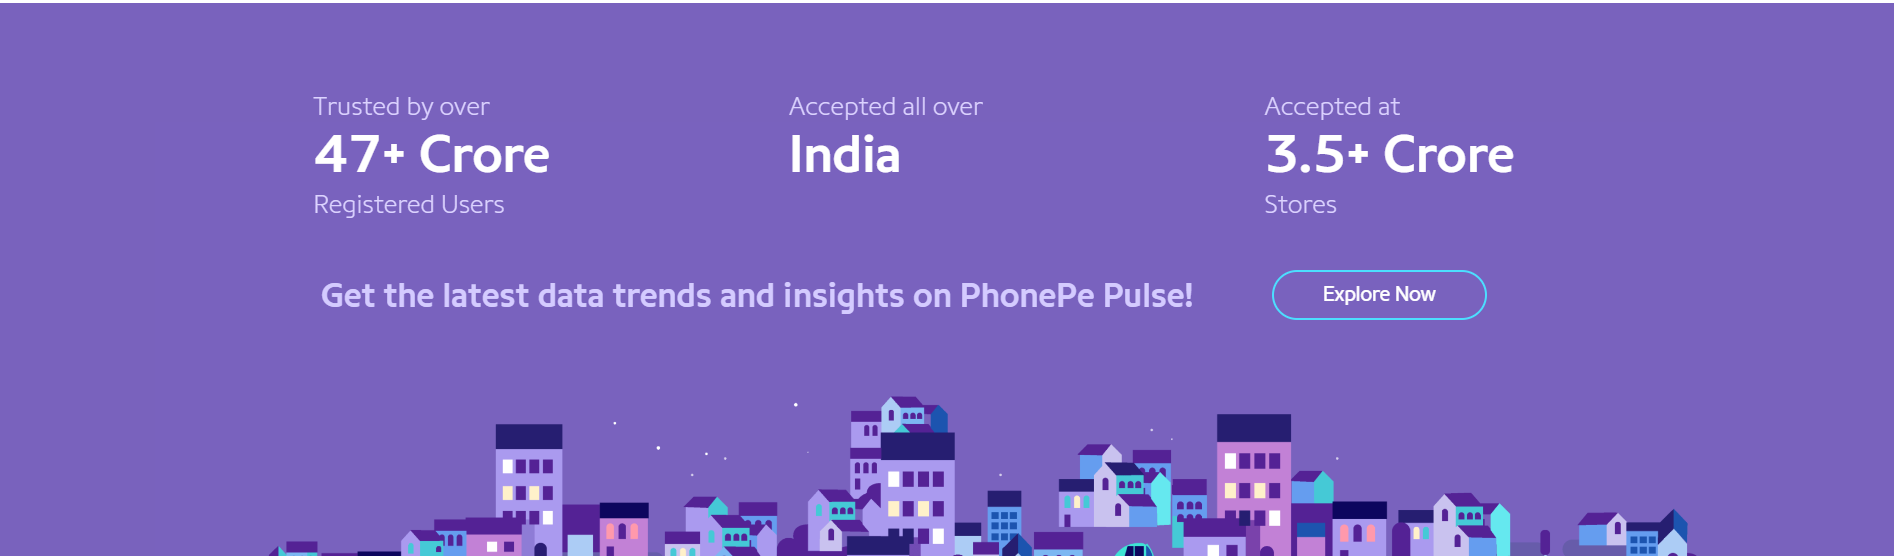 Trusted by over
47+ Crore
Registered Users
Accepted all over
India
Accepted at
3.5+ Crore
Stores
Get the latest data trends and insights on PhonePe Pulse!
Explore Now